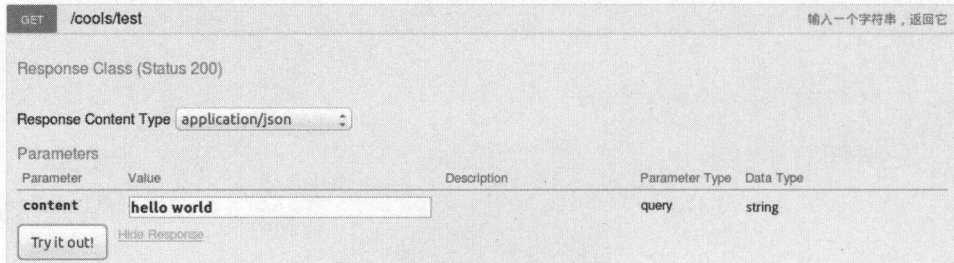 GET /cools/test 输入一个字符串，返回它
Response Class (Status 200)
Response Content Type application/json
Parameters
Parameter Value Description Parameter Type Data Type
content hello world query string
Try it out! Hide Response